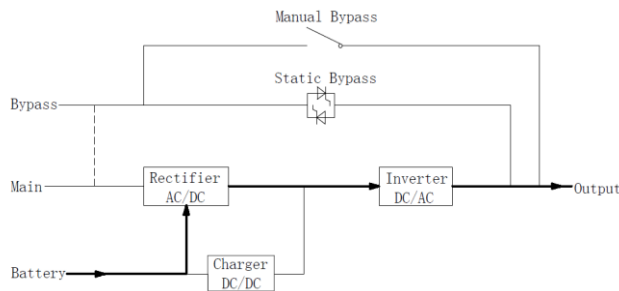 Manual Bypass
Static Bypass
Bypass
Main
Rectifier
AC/DC
Inverter
DC/AC
Output
Battery
Charger
DC/DC